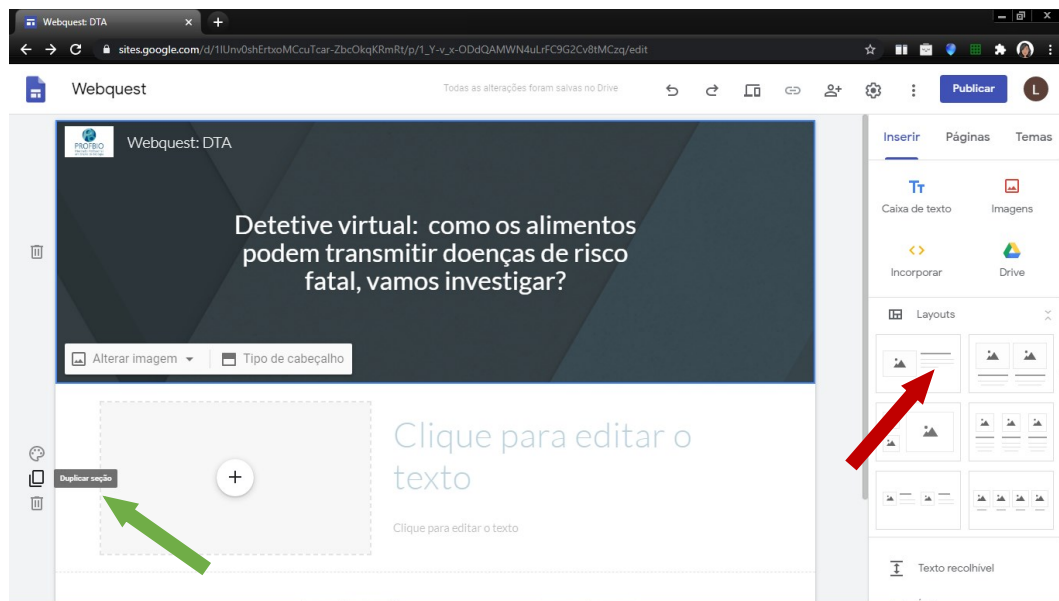 Webquest: DTA
sites.google.com/d/1lUnv0shErtxoMCcuTcar-ZbcOkqKRmRt/p/1_Y-v_x-ODdQAMWN4uLrFC9G2Cv8tMCzq/edit
Webquest
Todas as alterações foram salvas no Drive
Publicar
L
PROFBIO
Webquest: DTA
Detetive virtual: como os alimentos
podem transmitir doenças de risco
fatal, vamos investigar?
Alterar imagem
Tipo de cabeçalho
Duplicar seção
Clique para editar o
texto
Clique para editar o texto
Inserir
Páginas
Temas
Caixa de texto
Imagens
Incorporar
Drive
Layouts
Texto recolhível